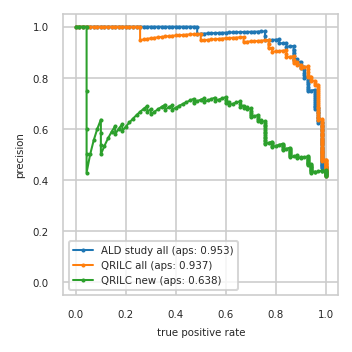 1.0
0.8
0.6
0.4
0.2
0.0
precision
ALD study all (aps: 0.953)
QRILC all (aps: 0.937)
QRILC new (aps: 0.638)
0.0 0.2 0.4 0.6 0.8 1.0
true positive rate